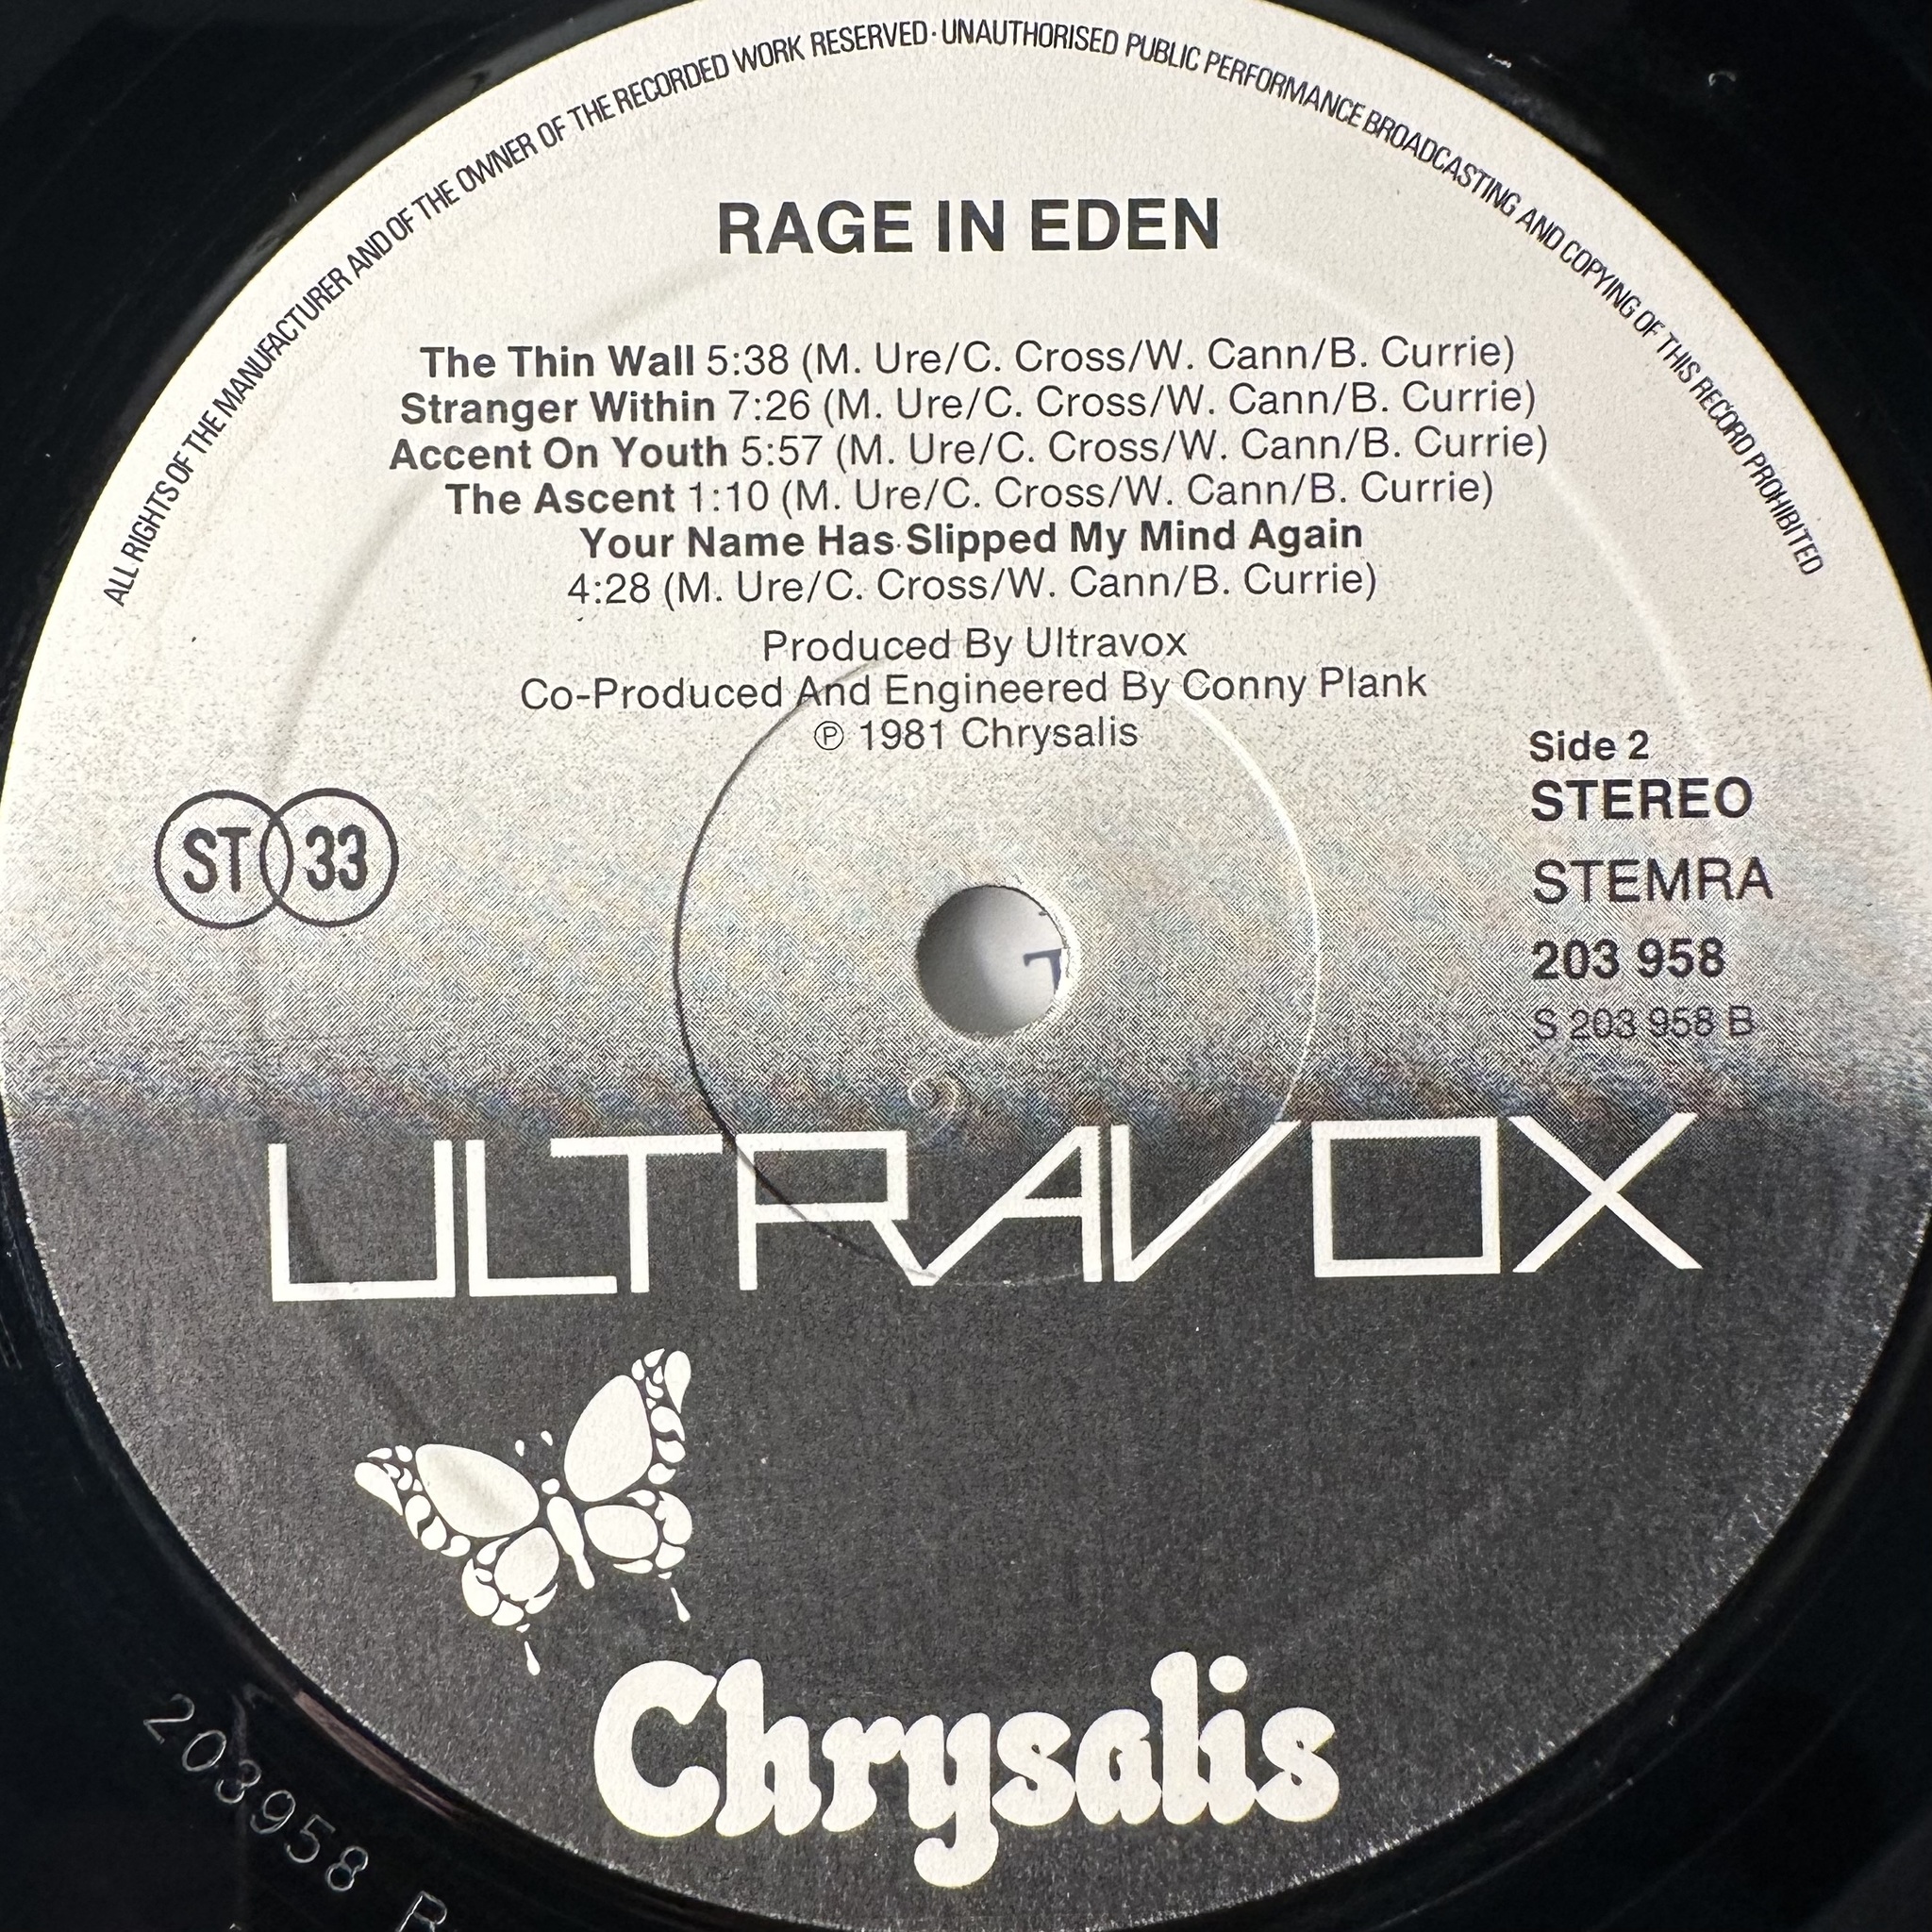 ALL RIGHTS OF THE MANUFACTURER AND OF THE OWNER OF THE RECORDED WORK RESERVED · UNAUTHORISED PUBLIC PERFORMANCE BROADCASTING AND COPYING OF THIS RECORD PROHIBITED
RAGE IN EDEN
The Thin Wall 5:38 (M. Ure/C. Cross/W. Cann/B. Currie)
Stranger Within 7:26 (M. Ure/C. Cross/W. Cann/B. Currie)
Accent On Youth 5:57 (M. Ure/C. Cross/W. Cann/B. Currie)
The Ascent 1:10 (M. Ure/C. Cross/W. Cann/B. Currie)
Your Name Has Slipped My Mind Again
4:28 (M. Ure/C. Cross/W. Cann/B. Currie)
Produced By Ultravox
Co-Produced And Engineered By Conny Plank
℗ 1981 Chrysalis
ST 33
Side 2
STEREO
STEMRA
203 958
S 203 958 B
ULTRAVOX
Chrysalis
203958